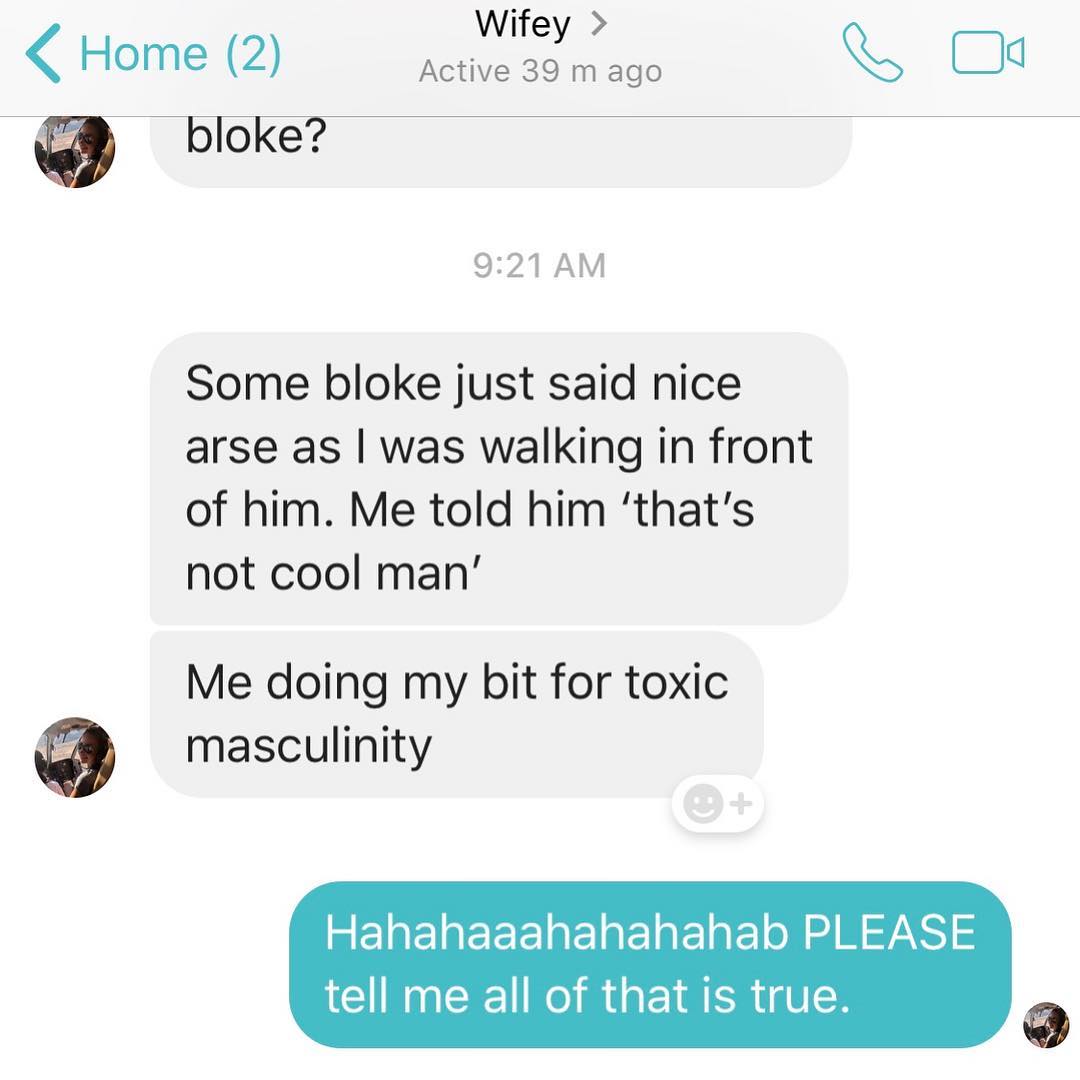 Wifey >
Home (2)
Active 39 m ago
bloke?
9:21 AM
Some bloke just said nice
arse as I was walking in front
of him. Me told him ‘that’s
not cool man’
Me doing my bit for toxic
masculinity
Hahahaaahahahahab PLEASE
tell me all of that is true.